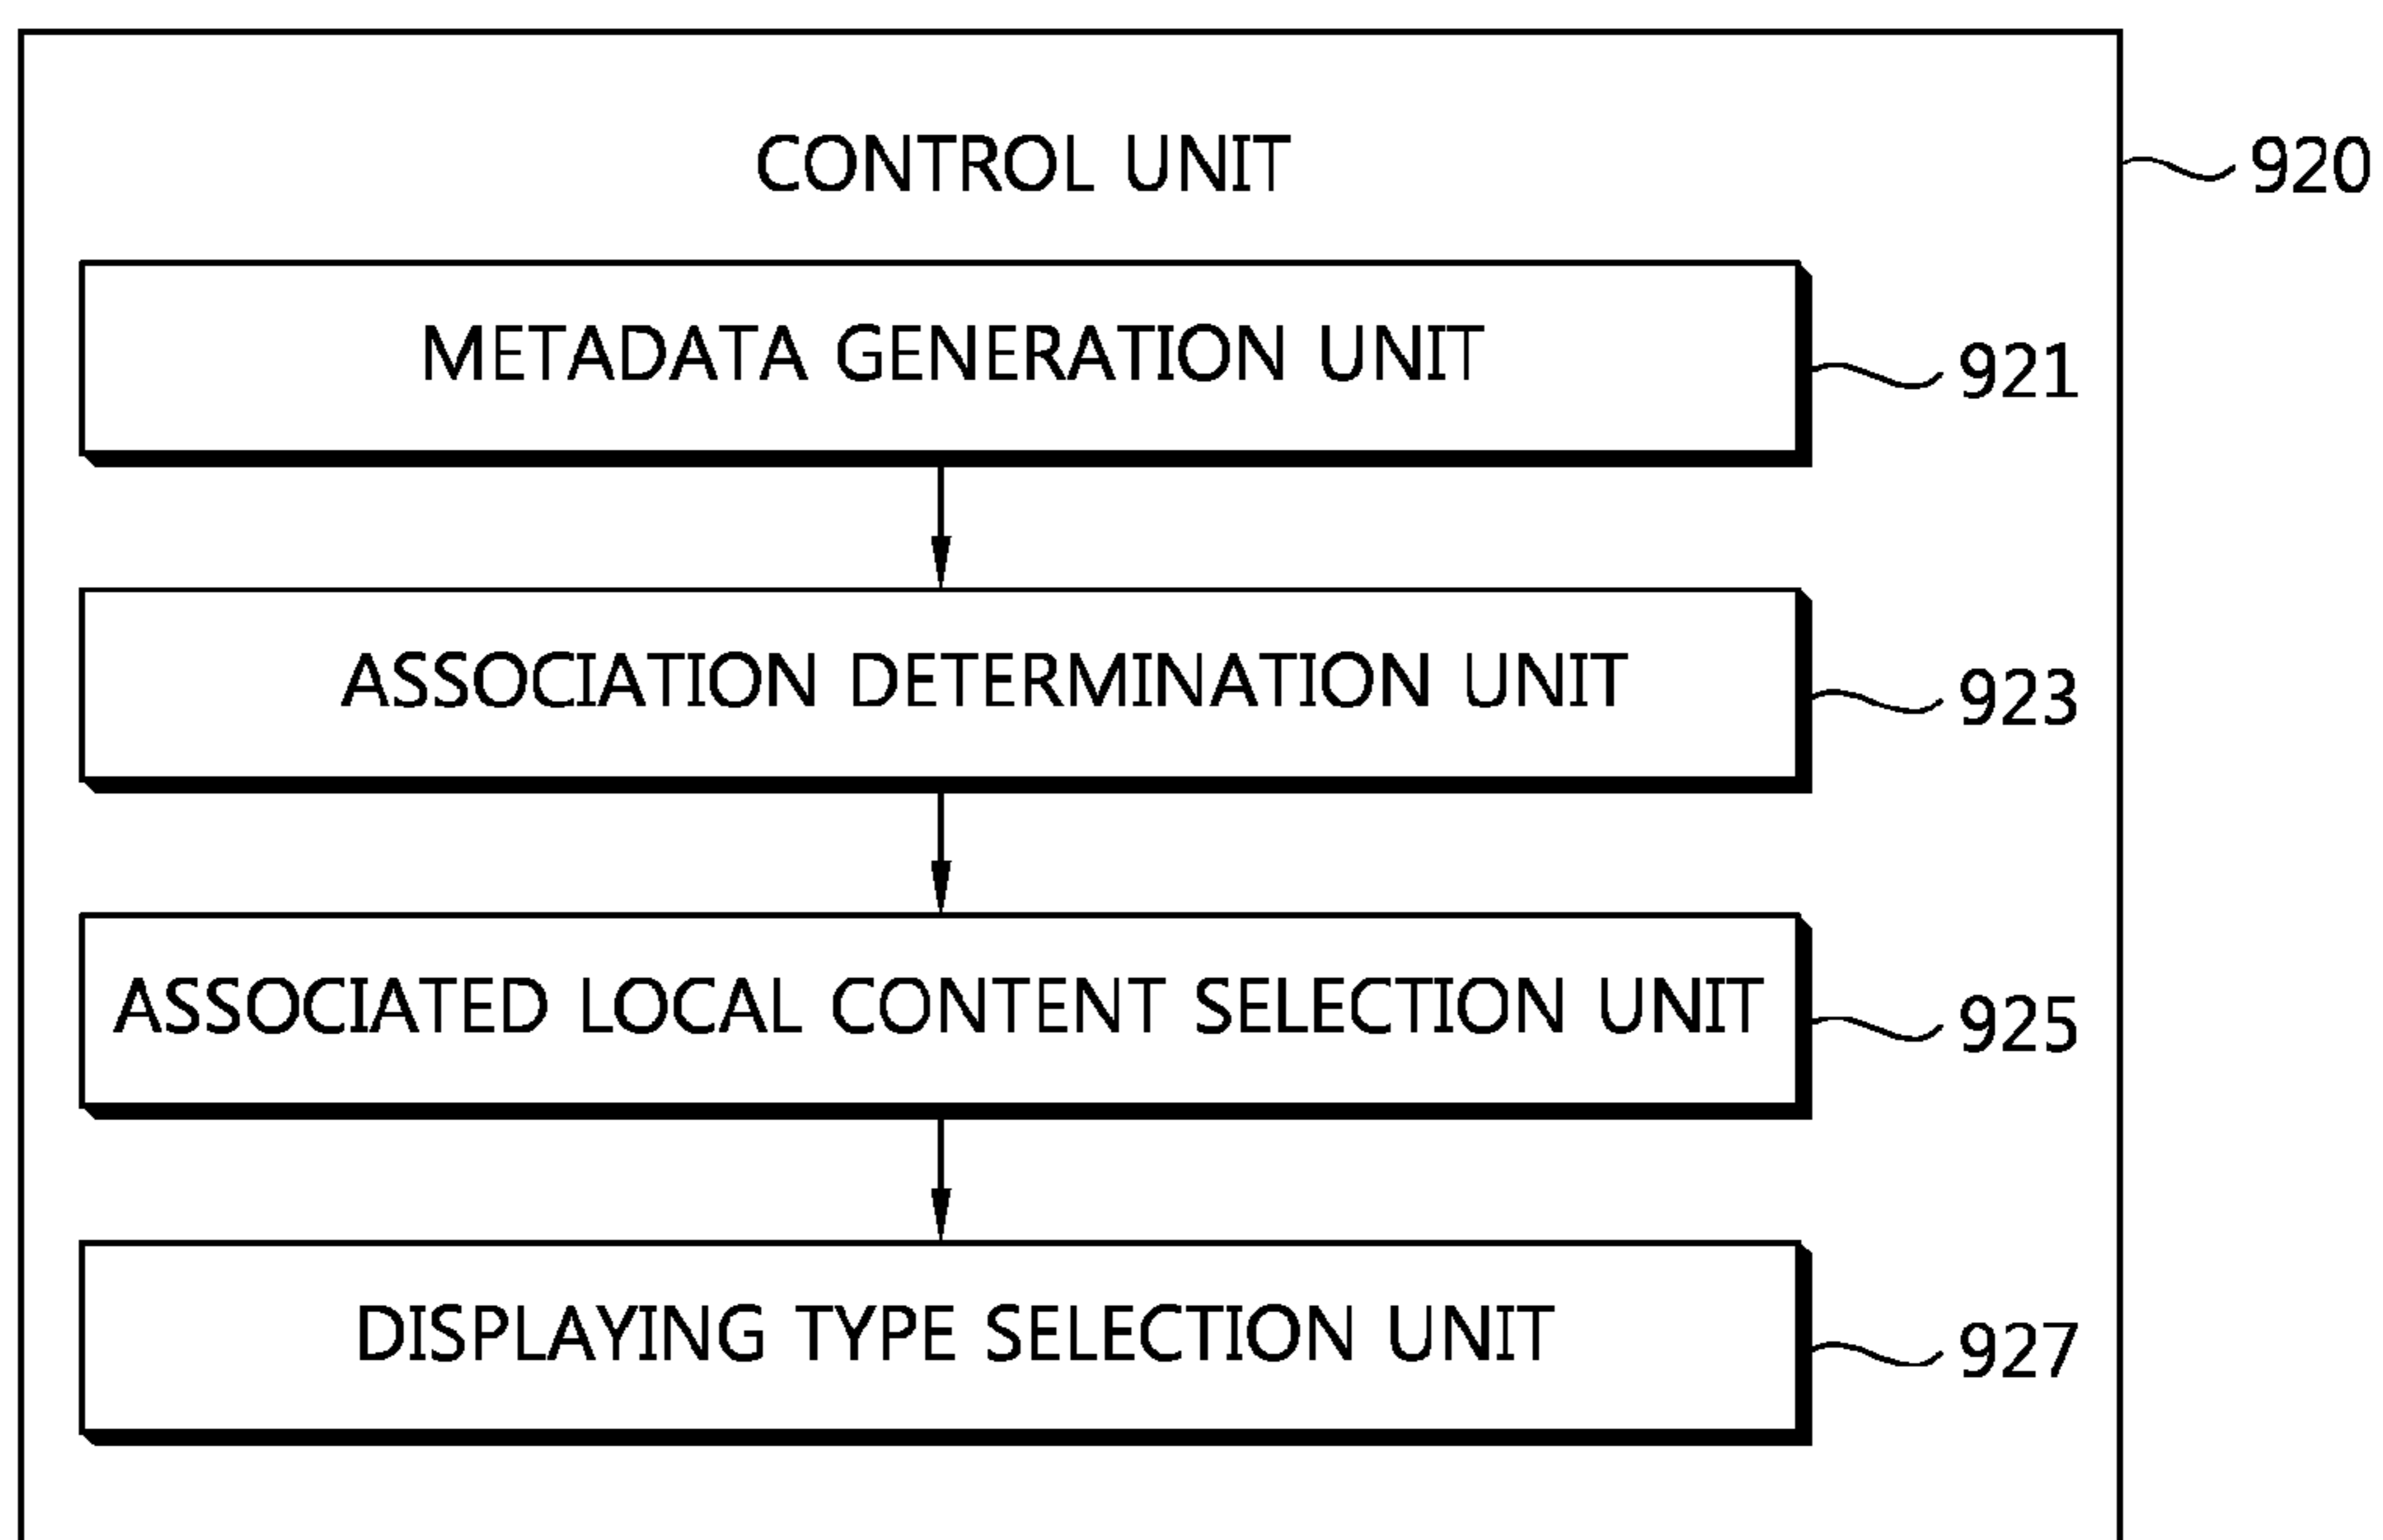 CONTROL UNIT
920
METADATA GENERATION UNIT
921
ASSOCIATION DETERMINATION UNIT
923
ASSOCIATED LOCAL CONTENT SELECTION UNIT
925
DISPLAYING TYPE SELECTION UNIT
927